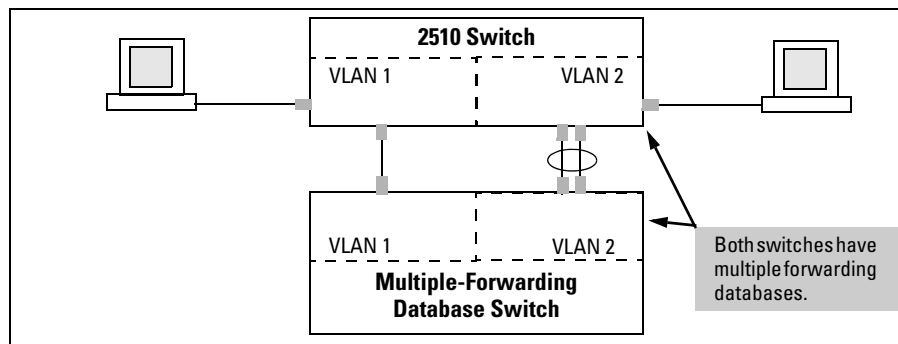 2510 Switch
VLAN 1
VLAN 2
VLAN 1
VLAN 2
Multiple-Forwarding
Database Switch
Both switches have
multiple forwarding
databases.